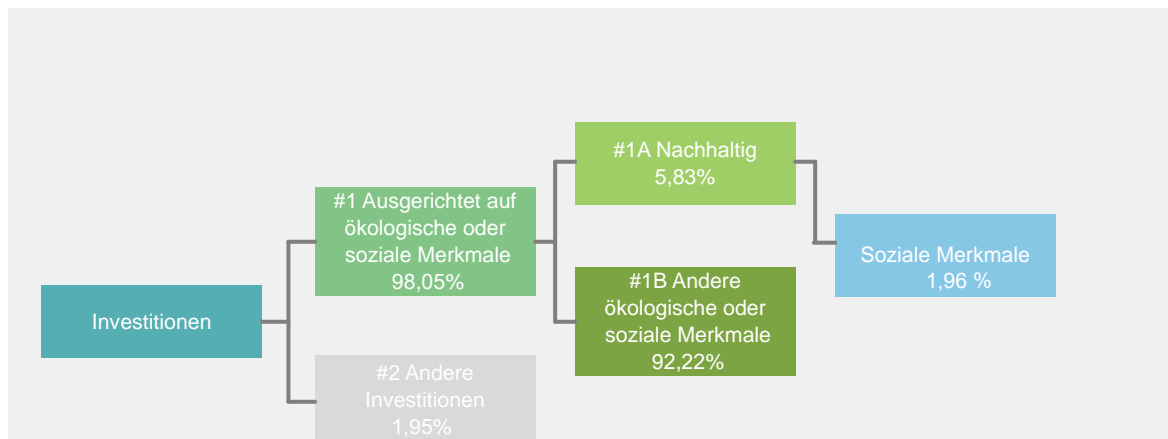 Investitionen
#1 Ausgerichtet auf
ökologische oder
soziale Merkmale
98,05%
#2 Andere
Investitionen
1,95%
#1A Nachhaltig
5,83%
#1B Andere
ökologische oder
soziale Merkmale
92,22%
Soziale Merkmale
1,96 %